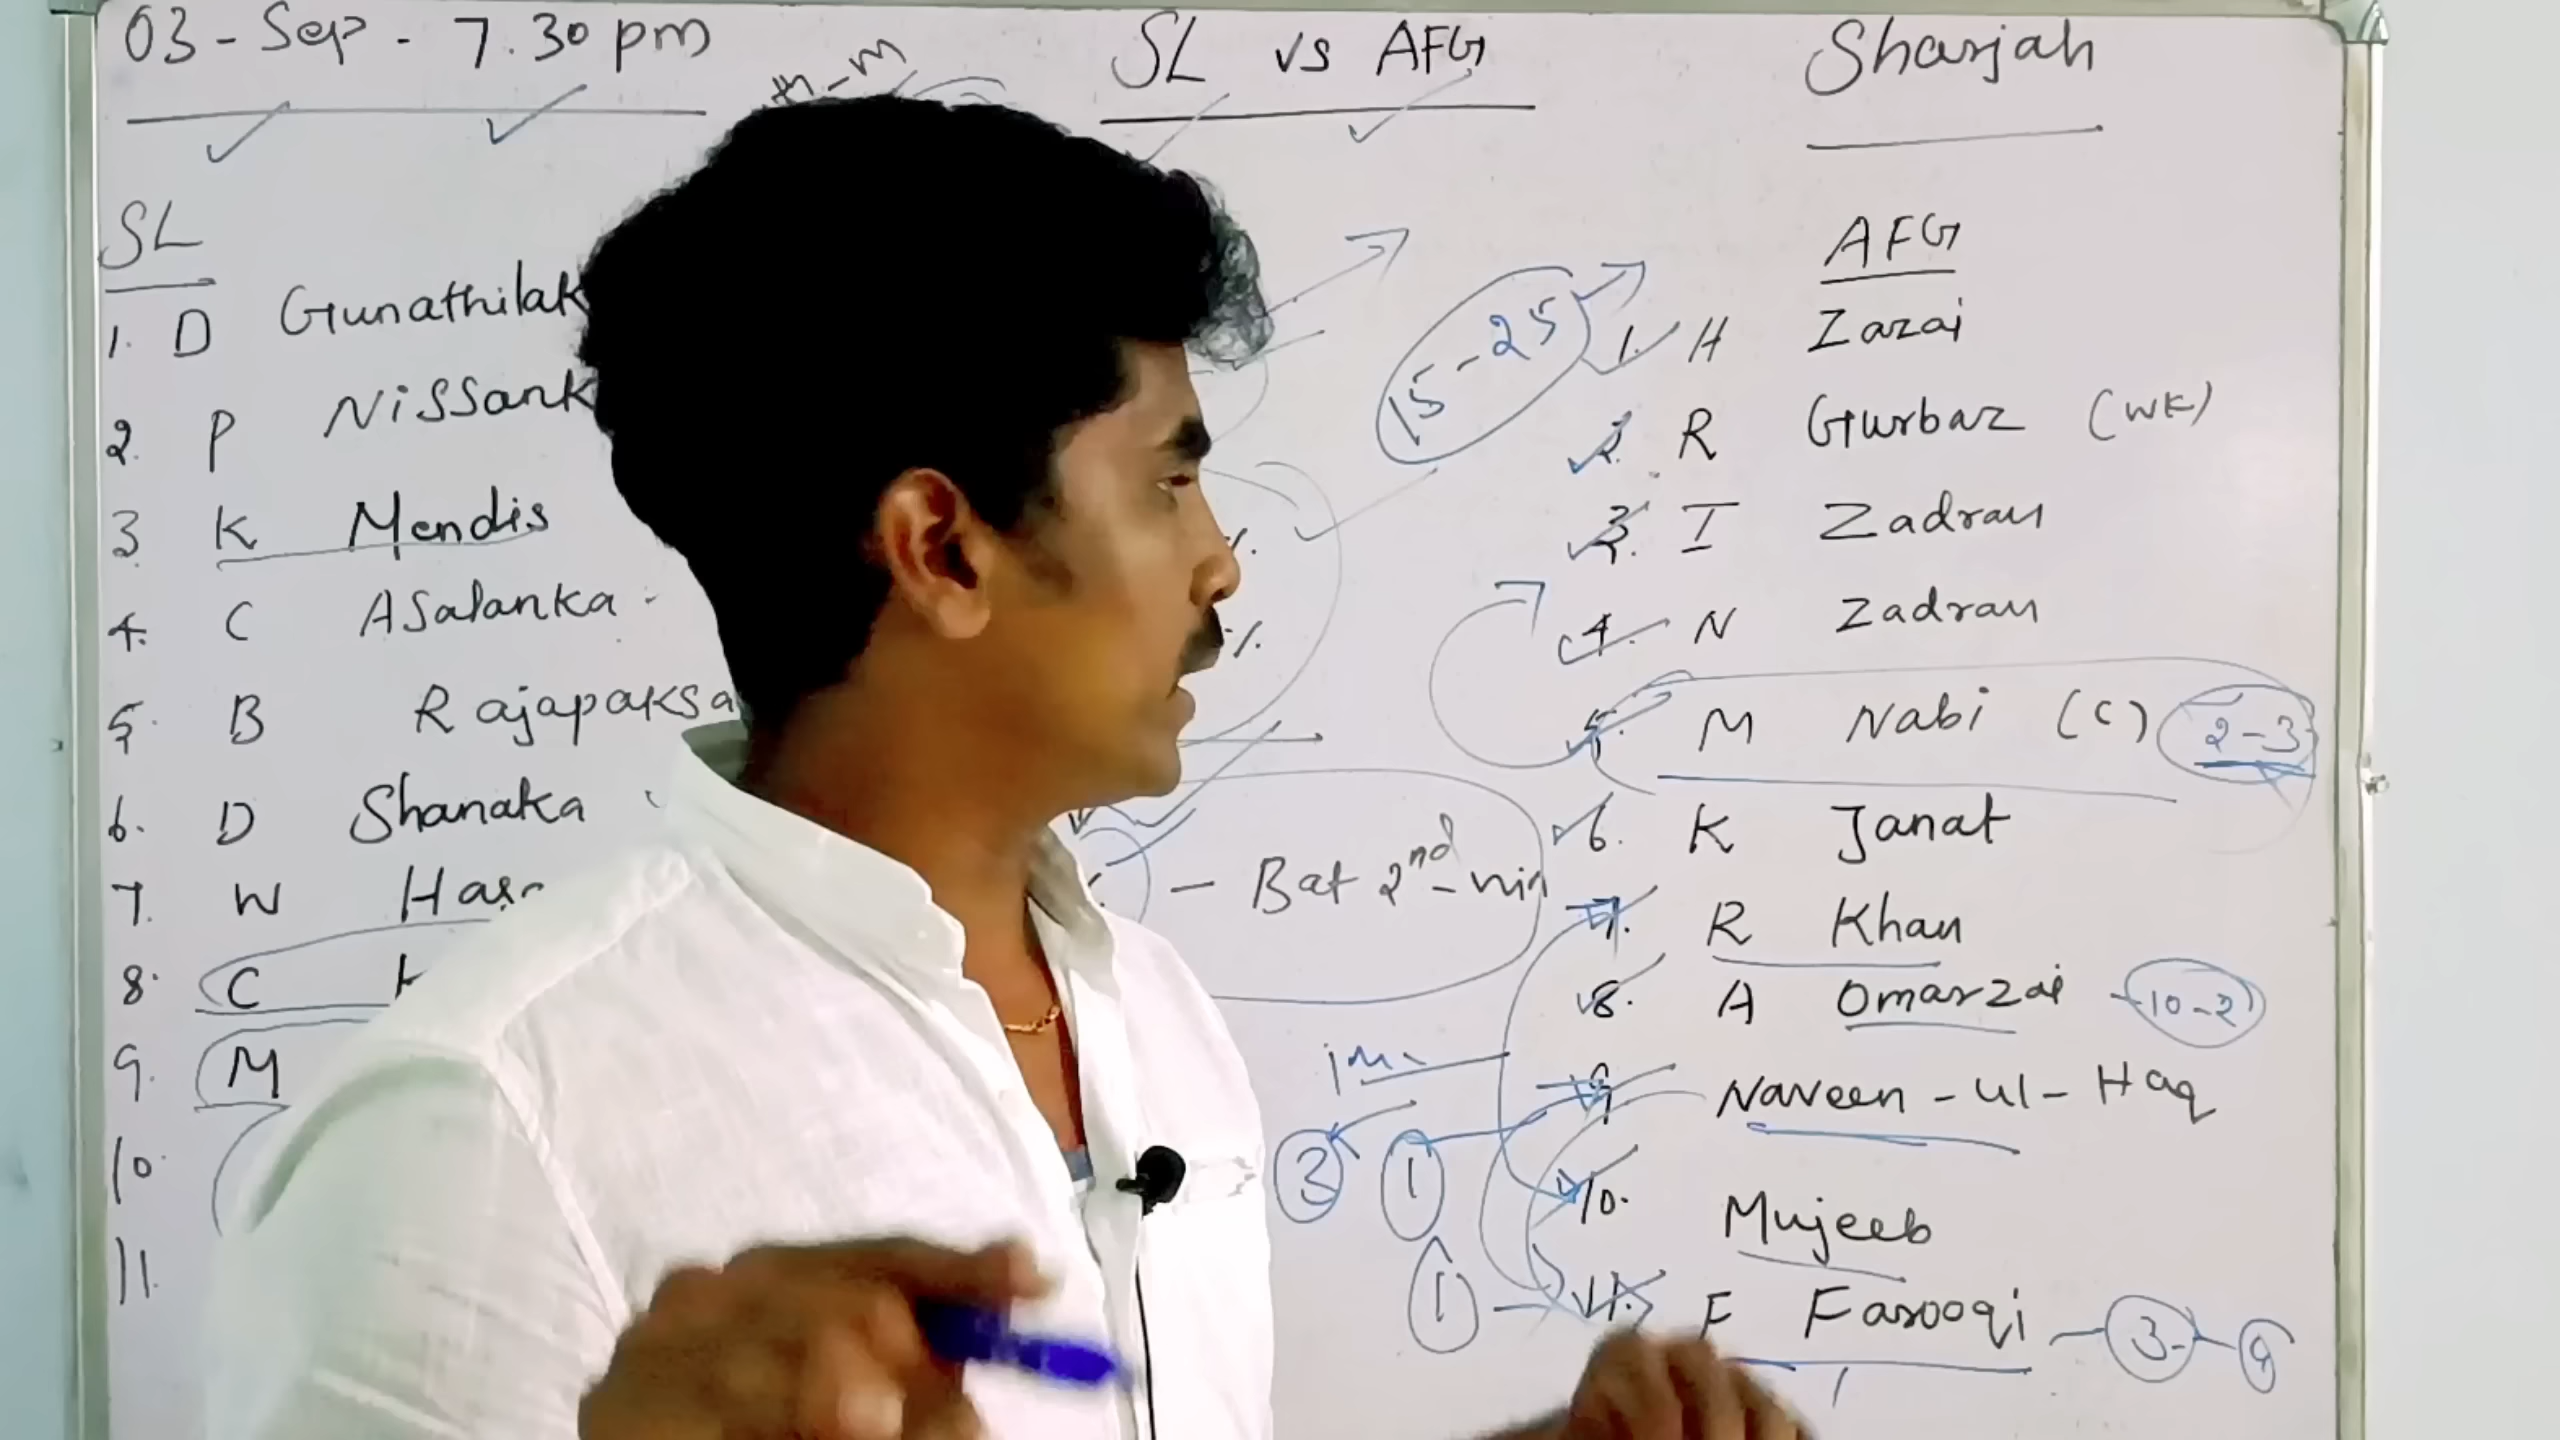 03 - Sep - 7.30 pm SL vs AFG Sharjah
SL
1. D Gunathilak
2. P Nissank
3 K Mendis
4. C Asalanka
5. B Rajapaksa
6. D Shanaka
7. W Has
8. C
9. M
10.
11.
%
%
- Bat 2nd - win
15-25
AFG
1. H Zazai
2. R Gurbaz (WK)
3. I Zadran
4. N Zadran
5. M Nabi (C) 2-3
6. K Janat
7. R Khan
8. A Omarzai - 10-2
9. Naveen-ul-Haq
3 1
10. Mujeeb
1
11. F Farooqi - 3 - 9